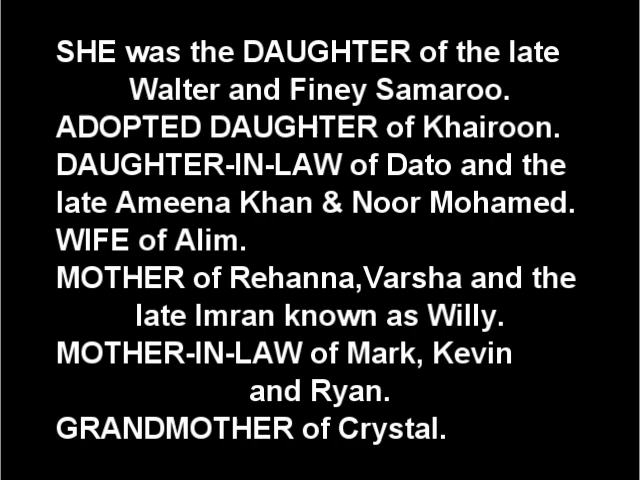 SHE was the DAUGHTER of the late
Walter and Finey Samaroo.
ADOPTED DAUGHTER of Khairoon.
DAUGHTER-IN-LAW of Dato and the
late Ameena Khan & Noor Mohamed.
WIFE of Alim.
MOTHER of Rehanna,Varsha and the
late Imran known as Willy.
MOTHER-IN-LAW of Mark, Kevin
and Ryan.
GRANDMOTHER of Crystal.